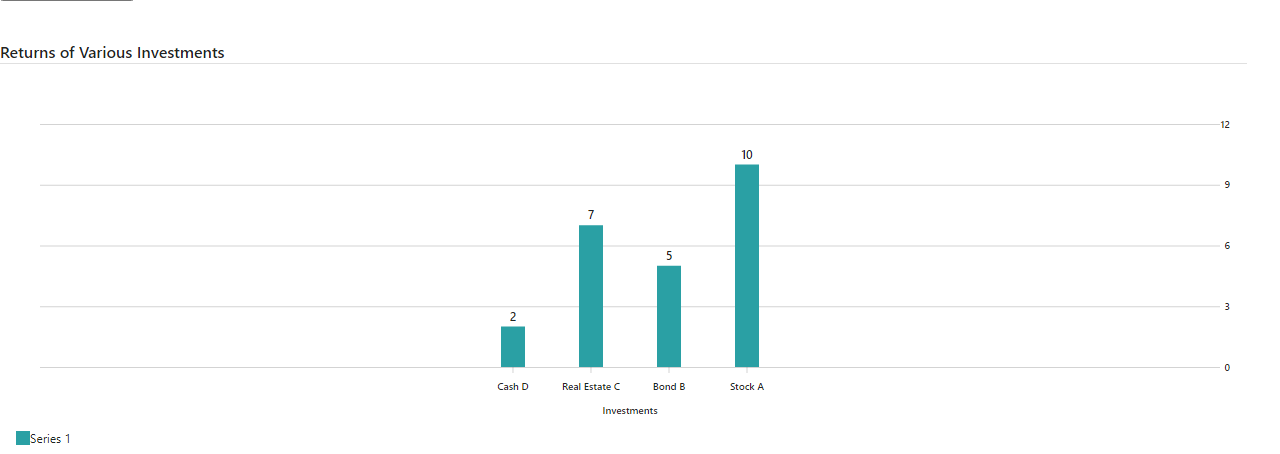 Returns of Various Investments
12
10
9
7
6
5
3
2
0
Cash D Real Estate C Bond B Stock A
Investments
Series 1